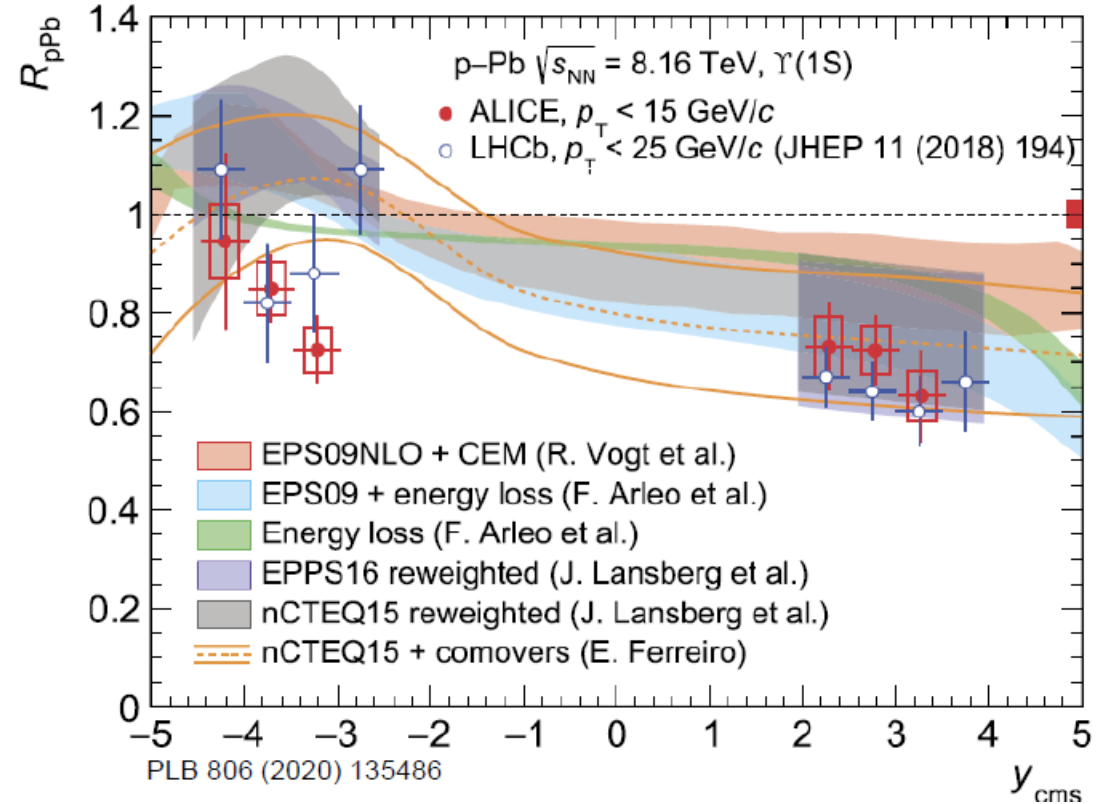 R_pPb
1.4
1.2
1
0.8
0.6
0.4
0.2
0
p–Pb √s_NN = 8.16 TeV, ϒ(1S)
ALICE, p_T < 15 GeV/c
LHCb, p_T < 25 GeV/c (JHEP 11 (2018) 194)
EPS09NLO + CEM (R. Vogt et al.)
EPS09 + energy loss (F. Arleo et al.)
Energy loss (F. Arleo et al.)
EPPS16 reweighted (J. Lansberg et al.)
nCTEQ15 reweighted (J. Lansberg et al.)
nCTEQ15 + comovers (E. Ferreiro)
−5 −4 −3 −2 −1 0 1 2 3 4 5
PLB 806 (2020) 135486
y_cms